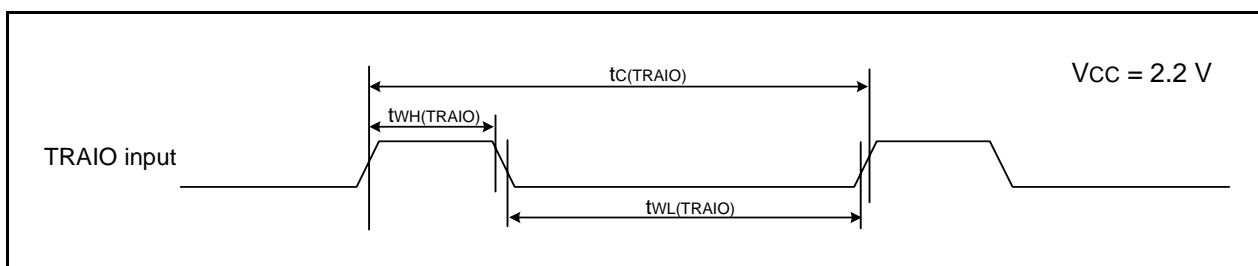 tC(TRAIO)
VCC = 2.2 V
tWH(TRAIO)
TRAIO input
tWL(TRAIO)